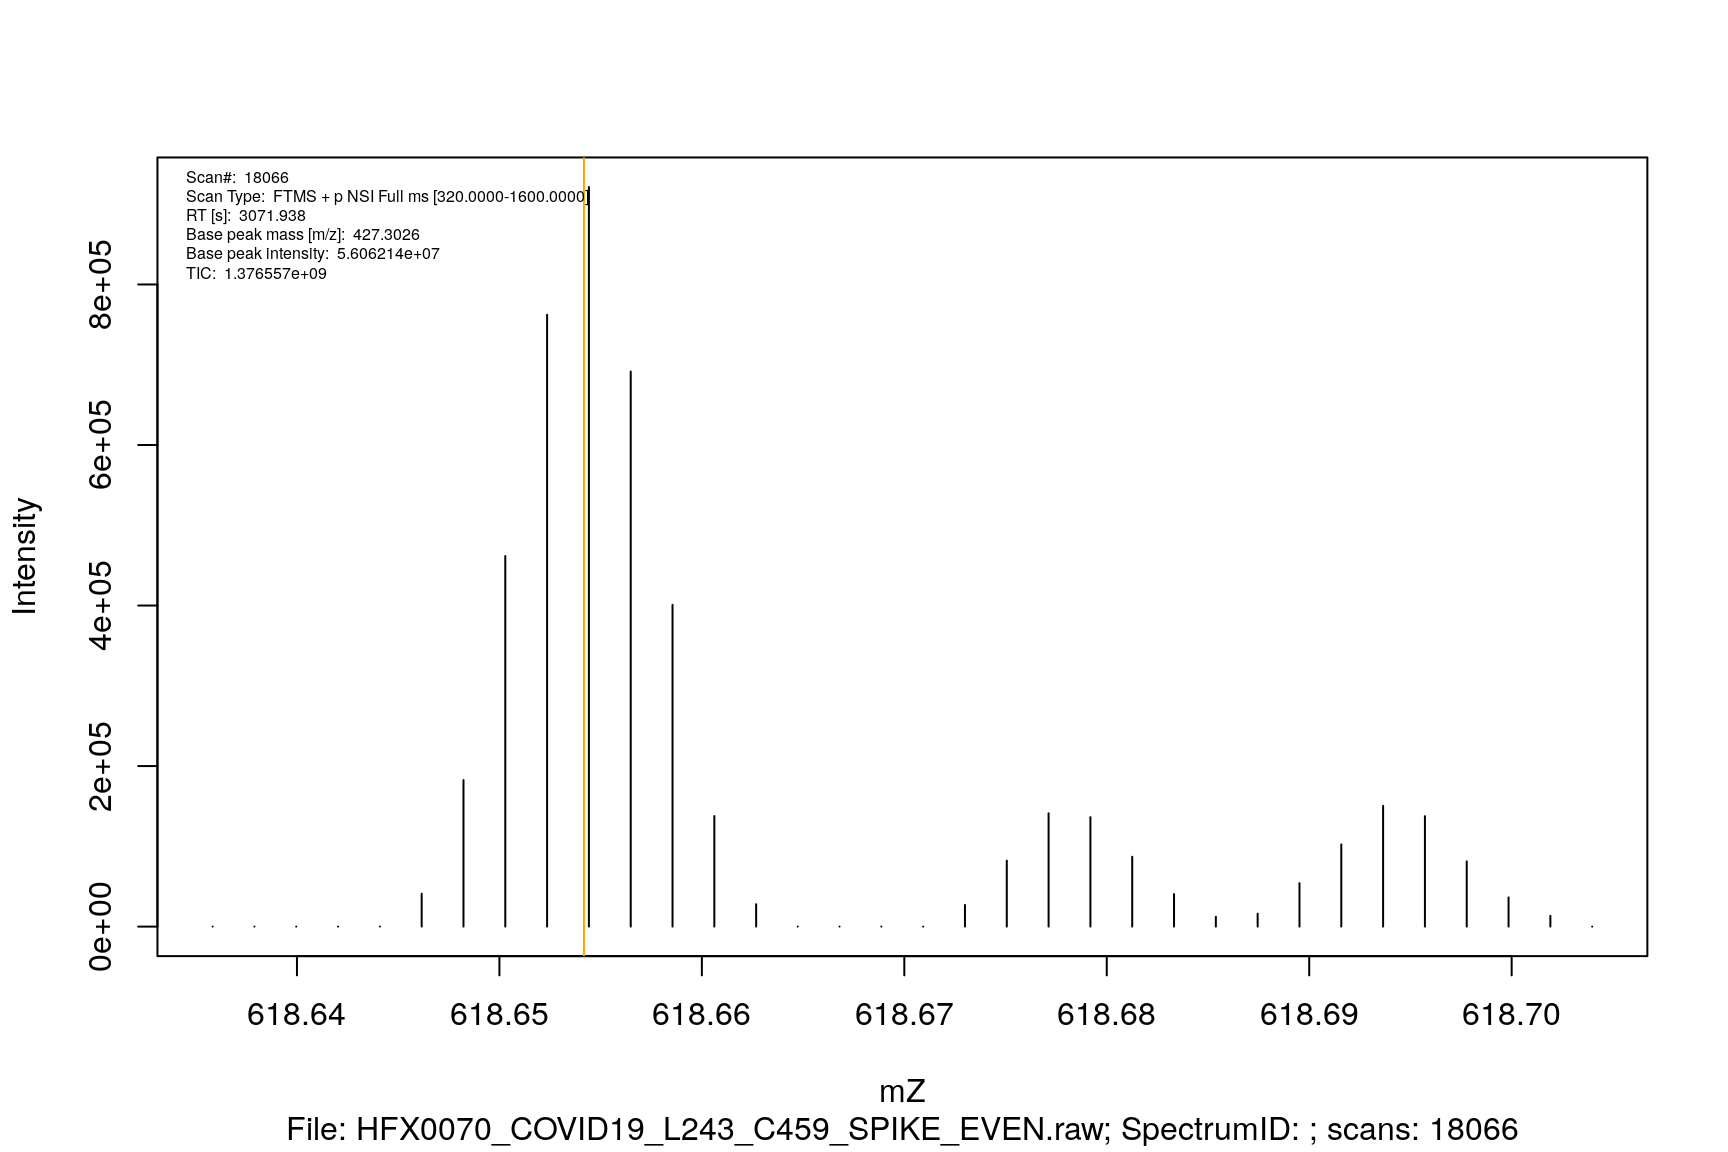 Scan#: 18066
Scan Type: FTMS + p NSI Full ms [320.0000-1600.0000]
RT [s]: 3071.938
Base peak mass [m/z]: 427.3026
Base peak intensity: 5.606214e+07
TIC: 1.376557e+09
8e+05
6e+05
4e+05
2e+05
0e+00
Intensity
618.64 618.65 618.66 618.67 618.68 618.69 618.70
mZ
File: HFX0070_COVID19_L243_C459_SPIKE_EVEN.raw; SpectrumID: ; scans: 18066